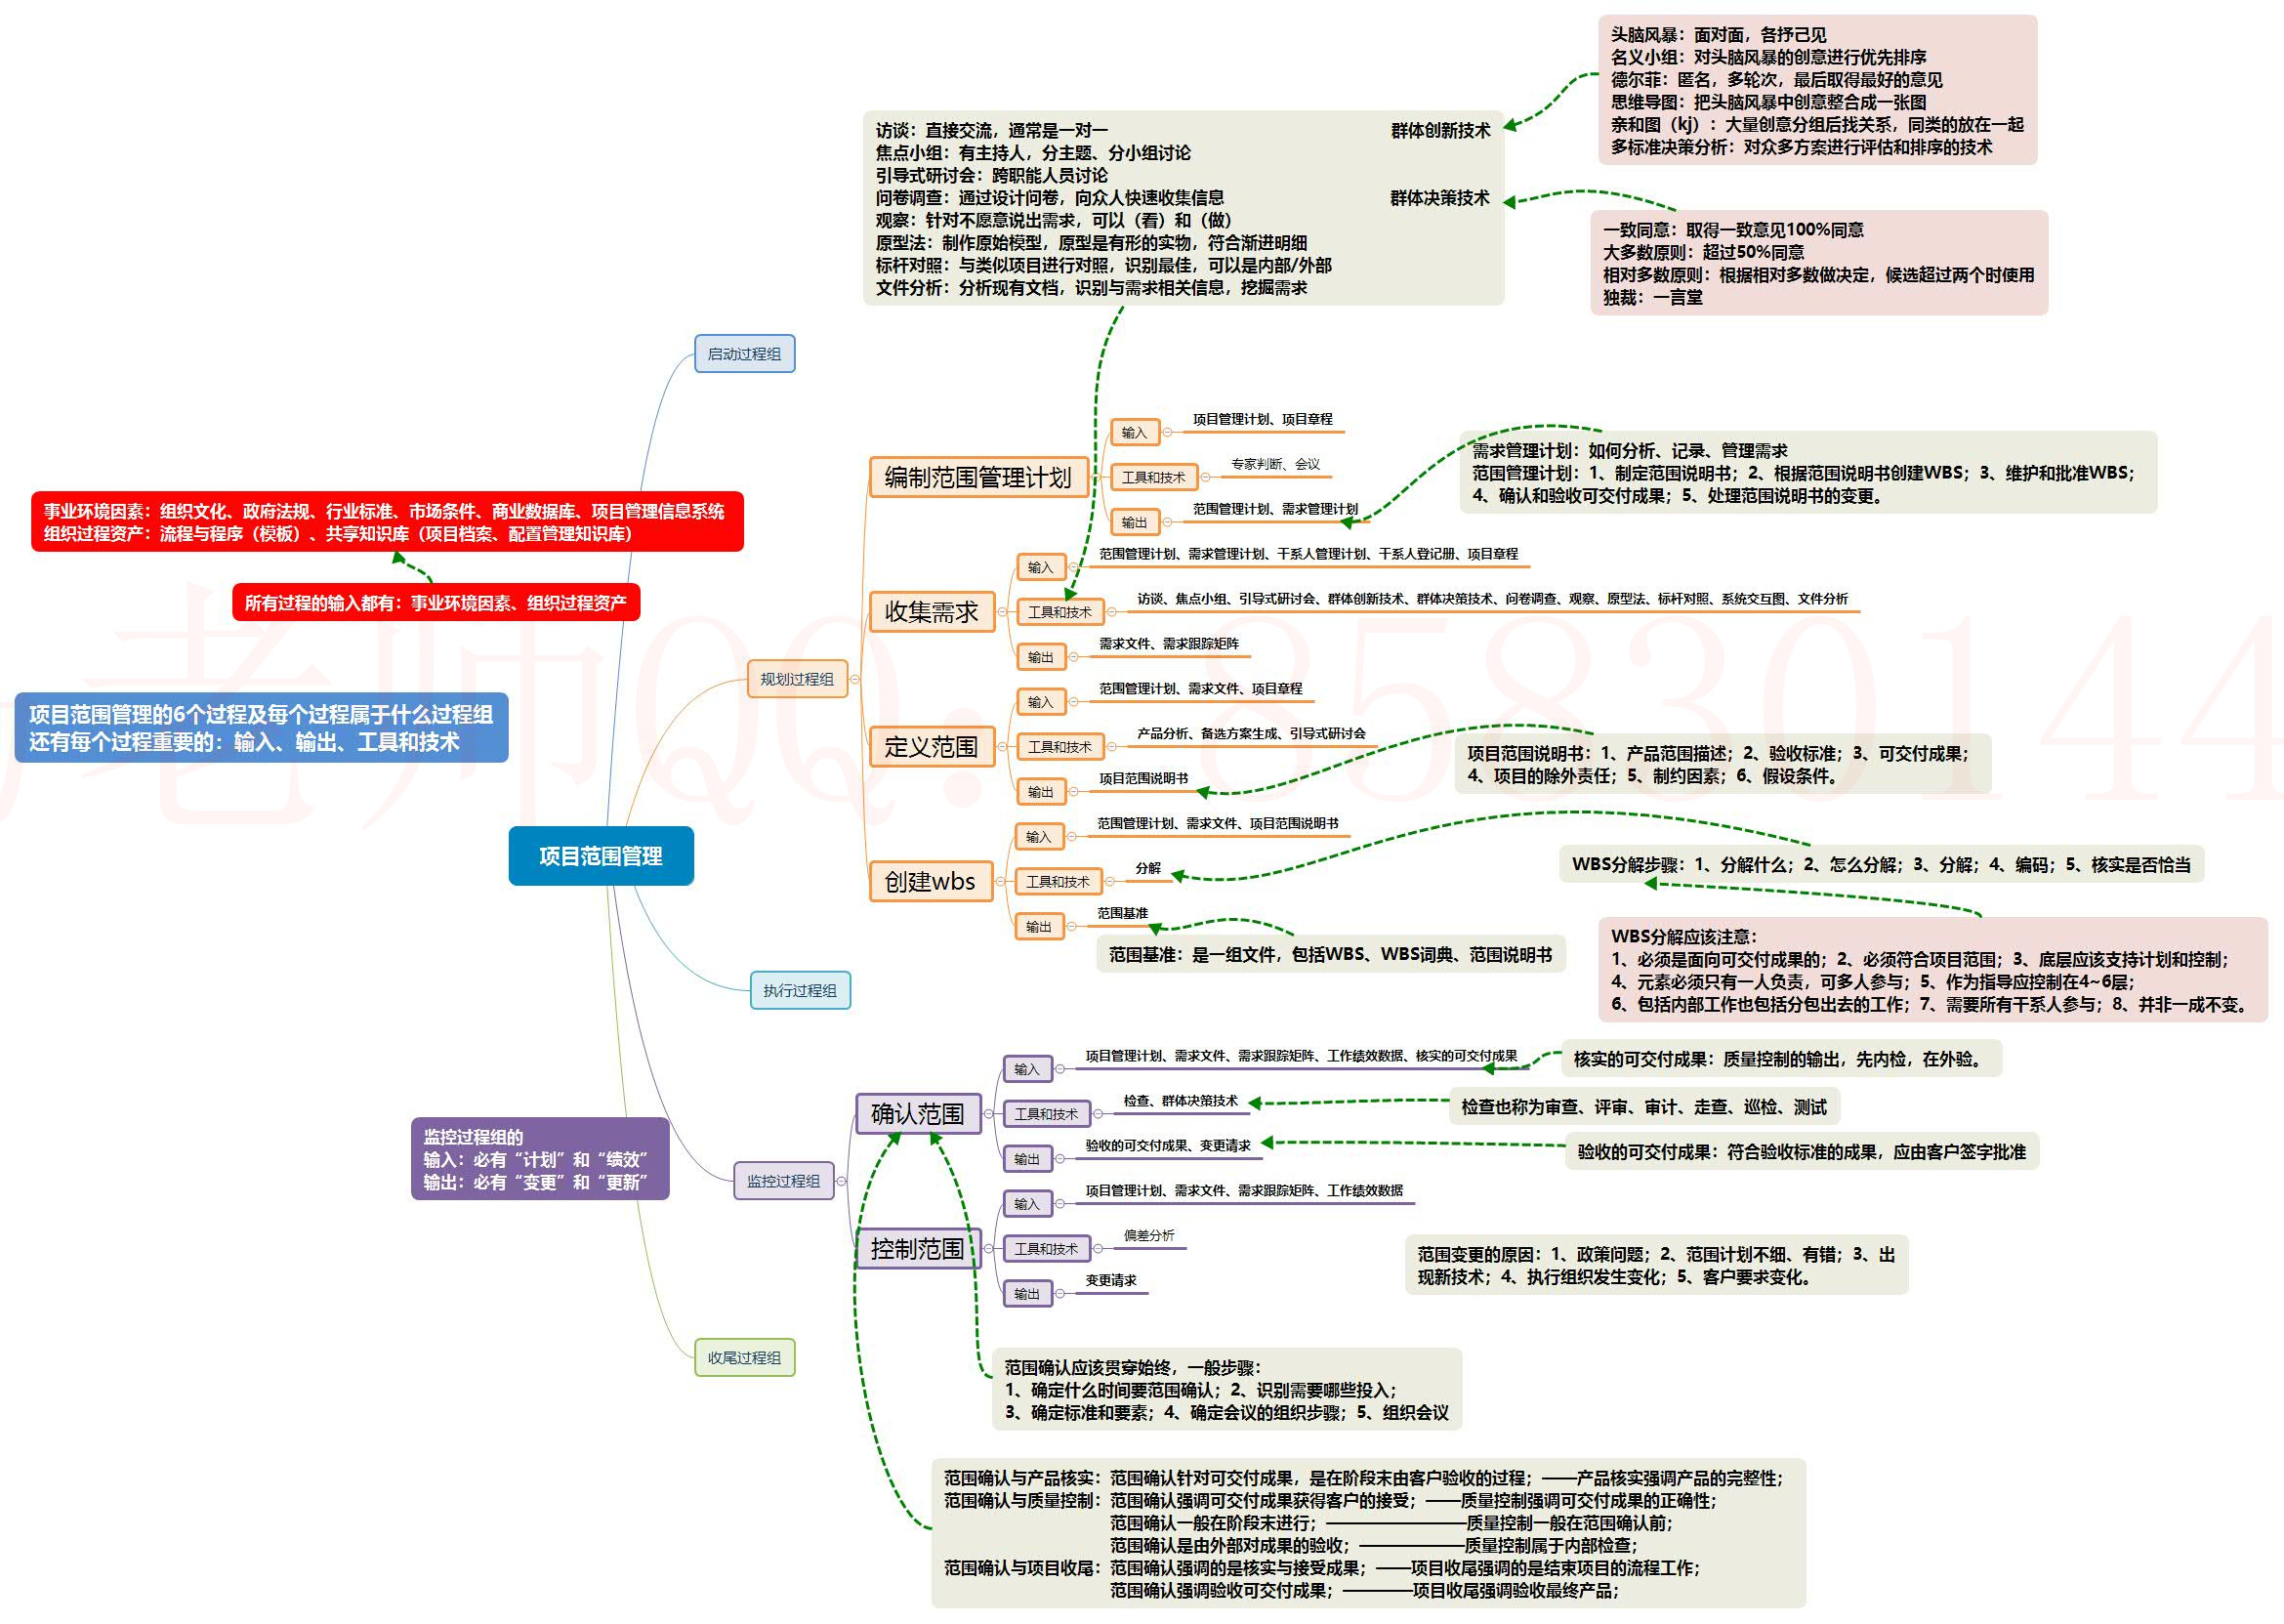 头脑风暴：面对面，各抒己见
名义小组：对头脑风暴的创意进行优先排序
德尔菲：匿名，多轮次，最后取得最好的意见
思维导图：把头脑风暴中创意整合成一张图
亲和图（kj）：大量创意分组后找关系，同类的放在一起
多标准决策分析：对众多方案进行评估和排序的技术
访谈：直接交流，通常是一对一 群体创新技术
焦点小组：有主持人，分主题、分小组讨论
引导式研讨会：跨职能人员讨论
问卷调查：通过设计问卷，向众人快速收集信息 群体决策技术
观察：针对不愿意说出需求，可以（看）和（做）
原型法：制作原始模型，原型是有形的实物，符合渐进明细
标杆对照：与类似项目进行对照，识别最佳，可以是内部/外部
文件分析：分析现有文档，识别与需求相关信息，挖掘需求
一致同意：取得一致意见100%同意
大多数原则：超过50%同意
相对多数原则：根据相对多数做决定，候选超过两个时使用
独裁：一言堂
启动过程组
事业环境因素：组织文化、政府法规、行业标准、市场条件、商业数据库、项目管理信息系统
组织过程资产：流程与程序（模板）、共享知识库（项目档案、配置管理知识库）
所有过程的输入都有：事业环境因素、组织过程资产
项目范围管理的6个过程及每个过程属于什么过程组
还有每个过程重要的：输入、输出、工具和技术
项目范围管理
规划过程组
编制范围管理计划
输入
项目管理计划、项目章程
工具和技术
专家判断、会议
输出
范围管理计划、需求管理计划
需求管理计划：如何分析、记录、管理需求
范围管理计划：1、制定范围说明书；2、根据范围说明书创建WBS；3、维护和批准WBS；
4、确认和验收可交付成果；5、处理范围说明书的变更。
收集需求
输入
范围管理计划、需求管理计划、干系人管理计划、干系人登记册、项目章程
工具和技术
访谈、焦点小组、引导式研讨会、群体创新技术、群体决策技术、问卷调查、观察、原型法、标杆对照、系统交互图、文件分析
输出
需求文件、需求跟踪矩阵
定义范围
输入
范围管理计划、需求文件、项目章程
工具和技术
产品分析、备选方案生成、引导式研讨会
输出
项目范围说明书
项目范围说明书：1、产品范围描述；2、验收标准；3、可交付成果；
4、项目的除外责任；5、制约因素；6、假设条件。
创建wbs
输入
范围管理计划、需求文件、项目范围说明书
工具和技术
分解
输出
范围基准
WBS分解步骤：1、分解什么；2、怎么分解；3、分解；4、编码；5、核实是否恰当
范围基准：是一组文件，包括WBS、WBS词典、范围说明书
WBS分解应该注意：
1、必须是面向可交付成果的；2、必须符合项目范围；3、底层应该支持计划和控制；
4、元素必须只有一人负责，可多人参与；5、作为指导应控制在4~6层；
6、包括内部工作也包括分包出去的工作；7、需要所有干系人参与；8、并非一成不变。
执行过程组
监控过程组的
输入：必有“计划”和“绩效”
输出：必有“变更”和“更新”
监控过程组
确认范围
输入
项目管理计划、需求文件、需求跟踪矩阵、工作绩效数据、核实的可交付成果
核实的可交付成果：质量控制的输出，先内检，在外验。
工具和技术
检查、群体决策技术
检查也称为审查、评审、审计、走查、巡检、测试
输出
验收的可交付成果、变更请求
验收的可交付成果：符合验收标准的成果，应由客户签字批准
控制范围
输入
项目管理计划、需求文件、需求跟踪矩阵、工作绩效数据
工具和技术
偏差分析
输出
变更请求
范围变更的原因：1、政策问题；2、范围计划不细、有错；3、出
现新技术；4、执行组织发生变化；5、客户要求变化。
收尾过程组
范围确认应该贯穿始终，一般步骤：
1、确定什么时间要范围确认；2、识别需要哪些投入；
3、确定标准和要素；4、确定会议的组织步骤；5、组织会议
范围确认与产品核实：范围确认针对可交付成果，是在阶段末由客户验收的过程；——产品核实强调产品的完整性；
范围确认与质量控制：范围确认强调可交付成果获得客户的接受；——质量控制强调可交付成果的正确性；
范围确认一般在阶段末进行；————————质量控制一般在范围确认前；
范围确认是由外部对成果的验收；——————质量控制属于内部检查；
范围确认与项目收尾：范围确认强调的是核实与接受成果；——项目收尾强调的是结束项目的流程工作；
范围确认强调验收可交付成果；————项目收尾强调验收最终产品；
老师QQ：85830144